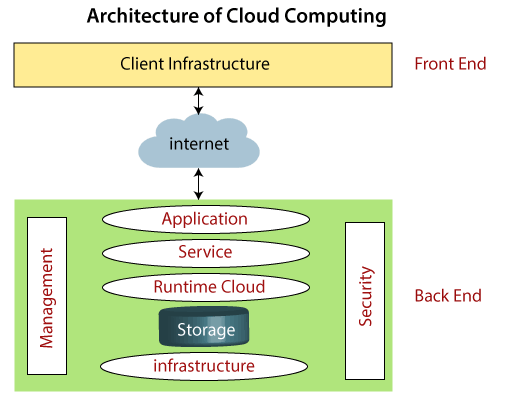 Architecture of Cloud Computing
Client Infrastructure
Front End
internet
Application
Service
Runtime Cloud
Storage
infrastructure
Management
Security
Back End